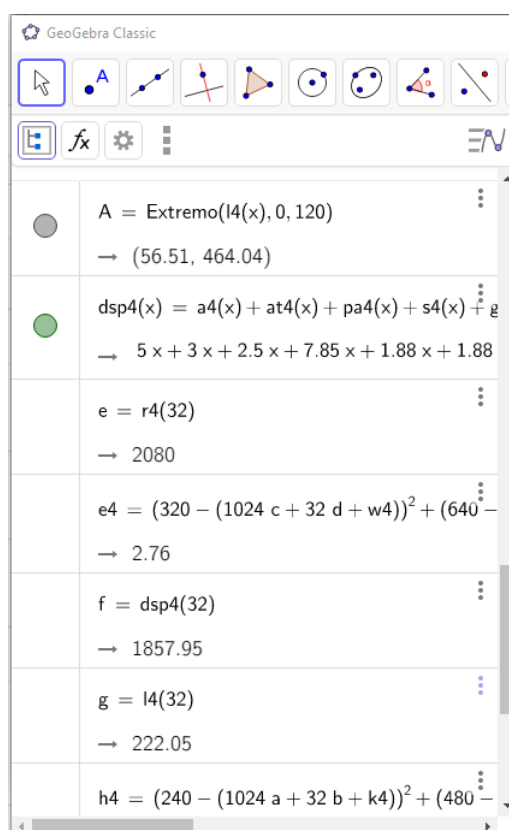 GeoGebra Classic
A
α
fx
A = Extremo(l4(x), 0, 120)
→ (56.51, 464.04)
dsp4(x) = a4(x) + at4(x) + pa4(x) + s4(x) + g
→ 5 x + 3 x + 2.5 x + 7.85 x + 1.88 x + 1.88
e = r4(32)
→ 2080
e4 = (320 − (1024 c + 32 d + w4))² + (640 −
→ 2.76
f = dsp4(32)
→ 1857.95
g = l4(32)
→ 222.05
h4 = (240 − (1024 a + 32 b + k4))² + (480 −